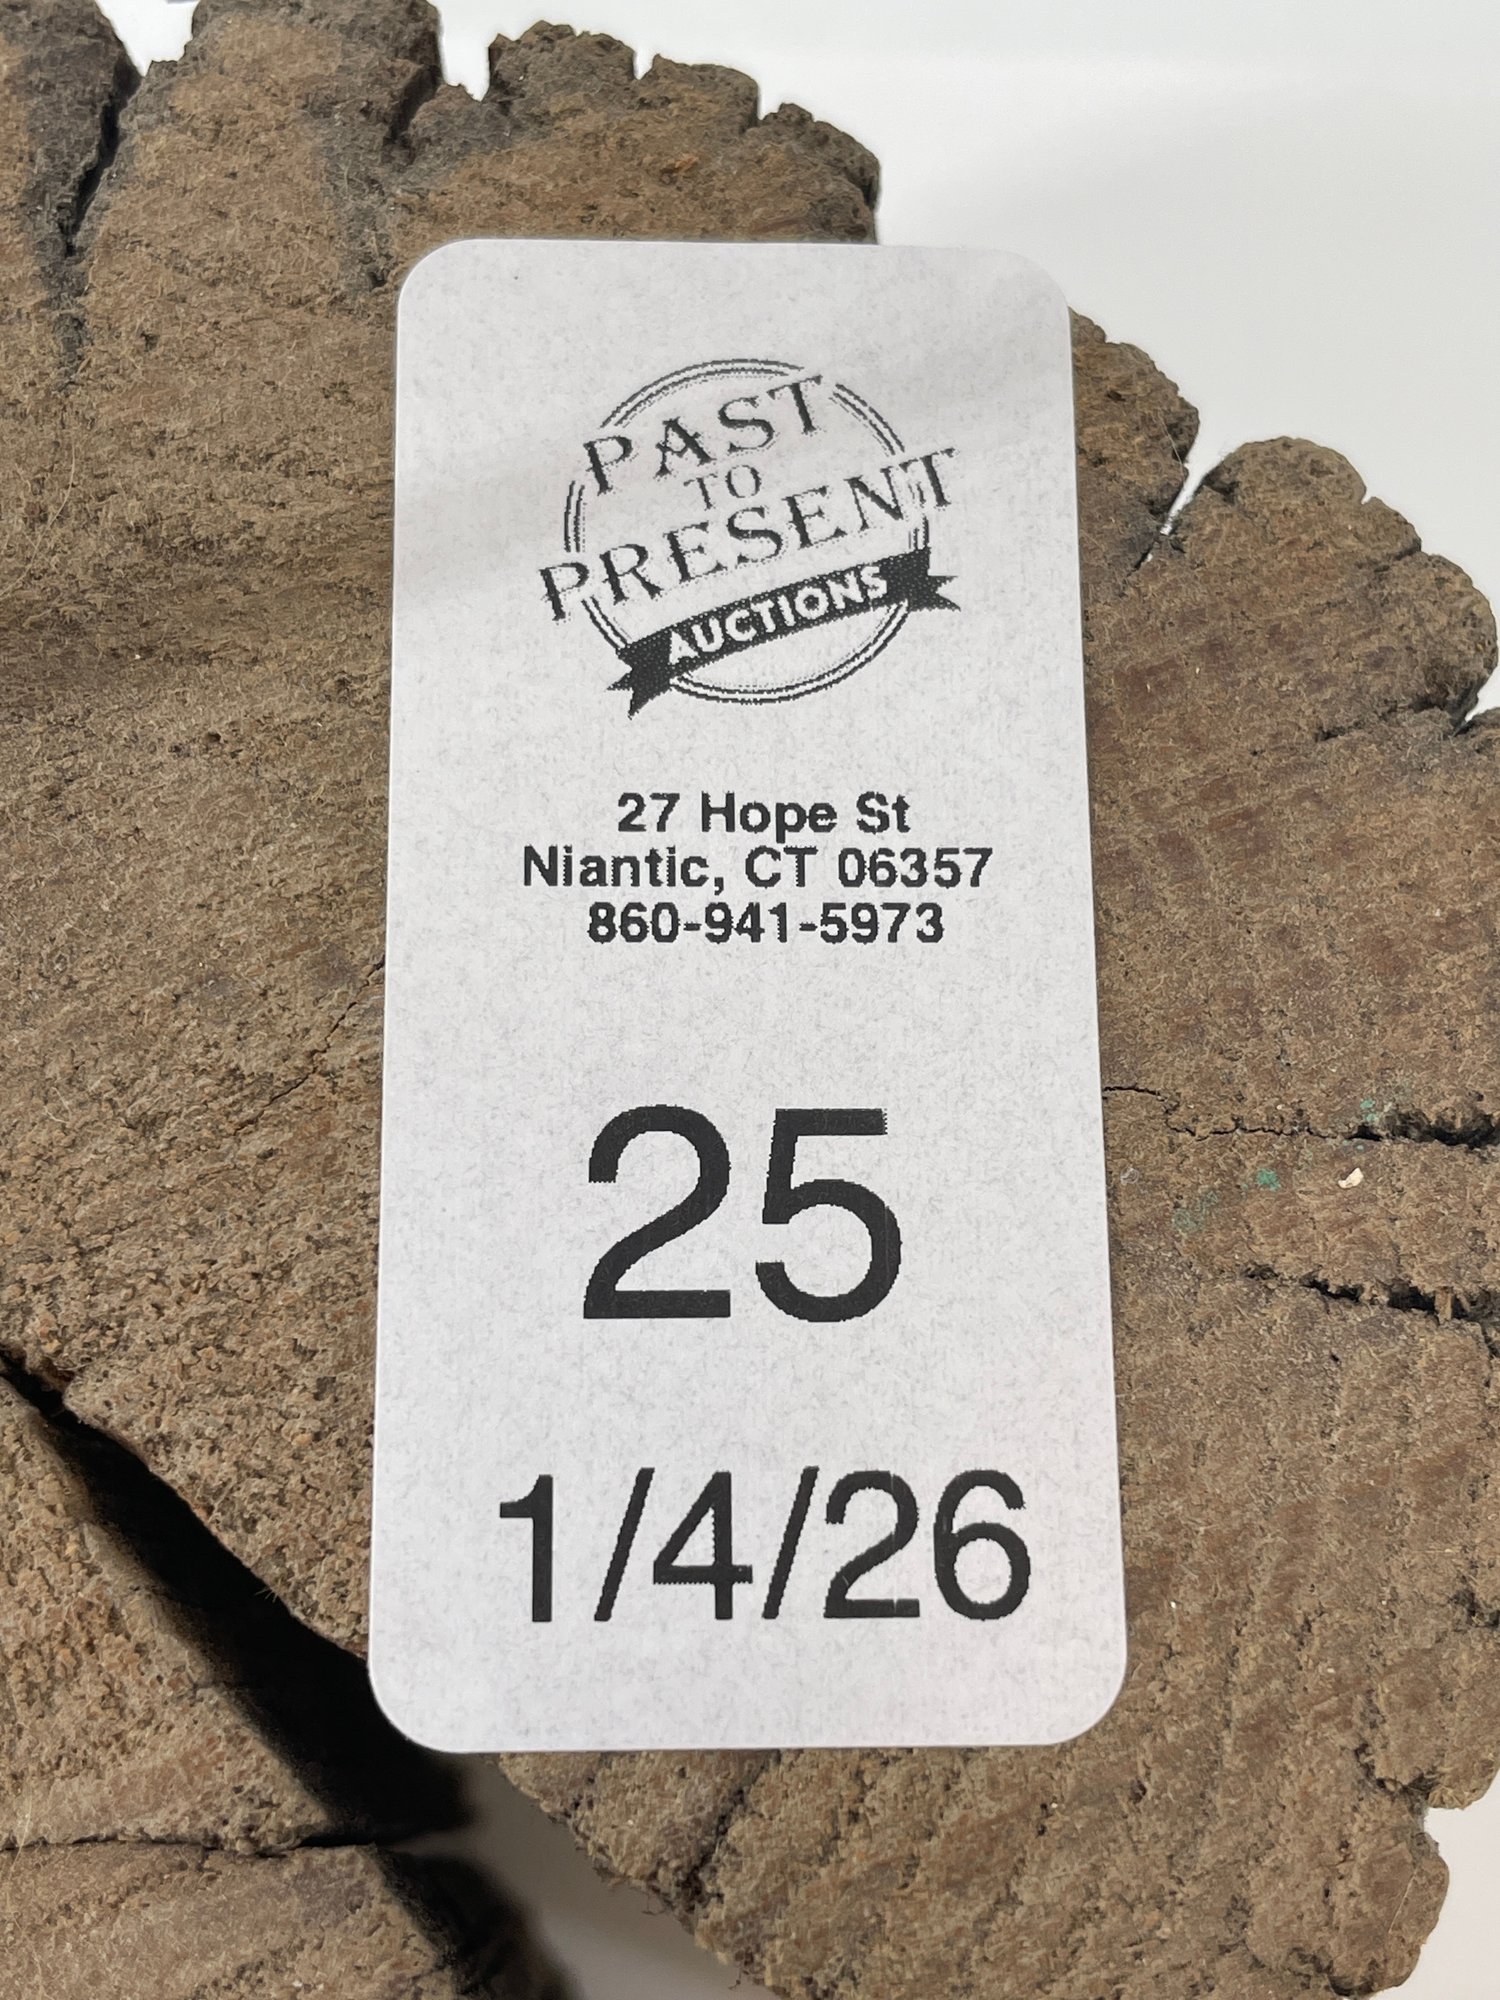 PAST
TO
PRESENT
AUCTIONS
27 Hope St
Niantic, CT 06357
860-941-5973
25
1/4/26